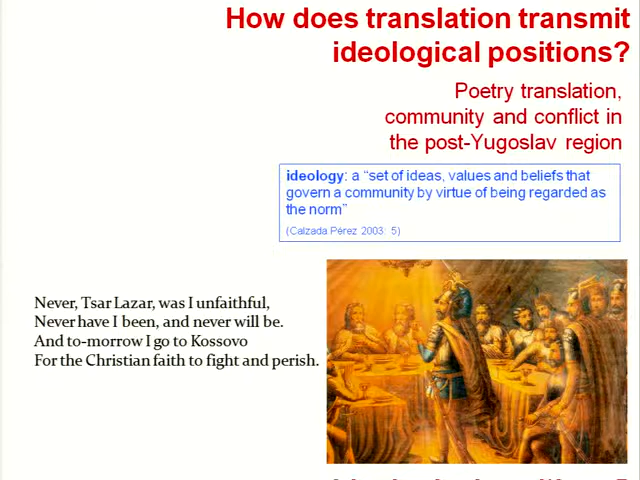 How does translation transmit
ideological positions?
Poetry translation,
community and conflict in
the post-Yugoslav region
ideology: a “set of ideas, values and beliefs that
govern a community by virtue of being regarded as
the norm”
(Calzada Pérez 2003: 5)
Never, Tsar Lazar, was I unfaithful,
Never have I been, and never will be.
And to-morrow I go to Kossovo
For the Christian faith to fight and perish.